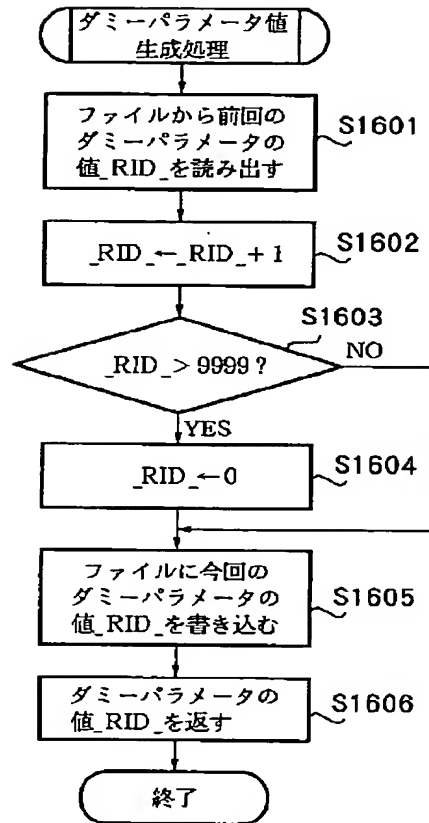 ダミーパラメータ値
生成処理
ファイルから前回の
ダミーパラメータの
値_RID_を読み出す
S1601
_RID_←_RID_+1
S1602
S1603
_RID_>9999?
NO
YES
_RID_←0
S1604
ファイルに今回の
ダミーパラメータの
値_RID_を書き込む
S1605
ダミーパラメータの
値_RID_を返す
S1606
終了